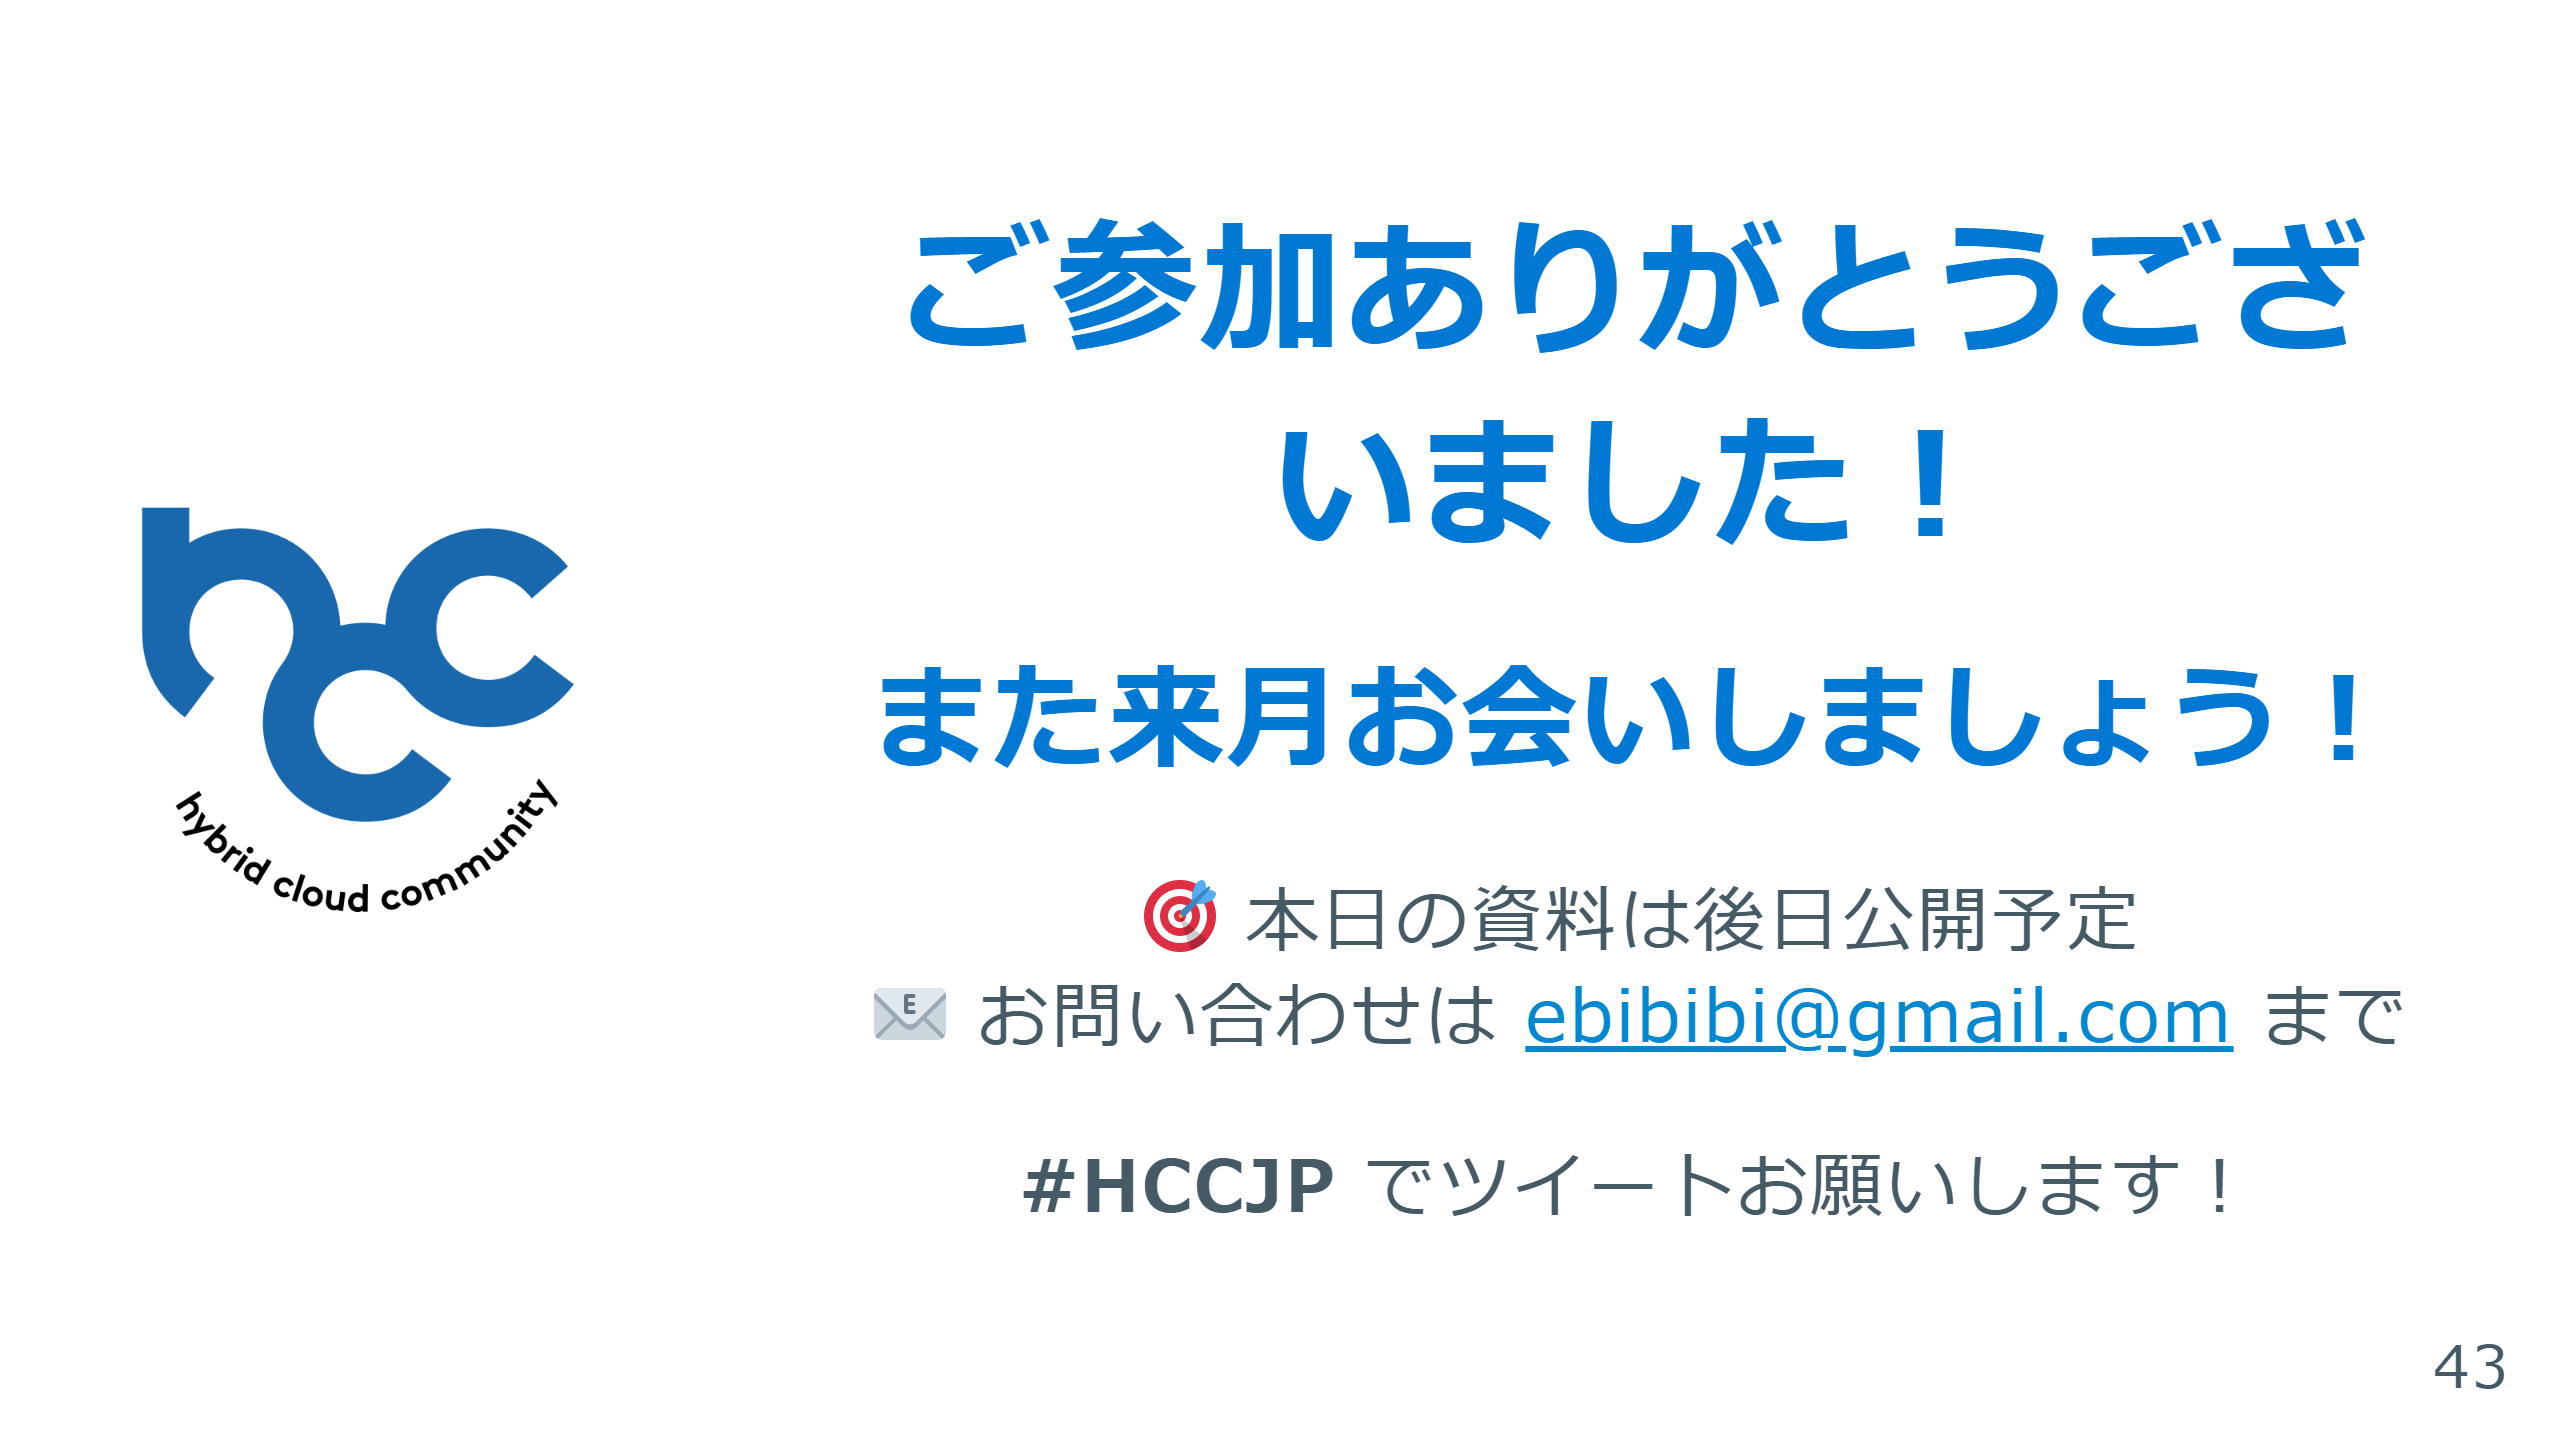 ご参加ありがとうござ
いました！
また来月お会いしましょう！
hcc
hybrid cloud community
🎯 本日の資料は後日公開予定
📧 お問い合わせは ebibibi@gmail.com まで
#HCCJP でツイートお願いします！
43